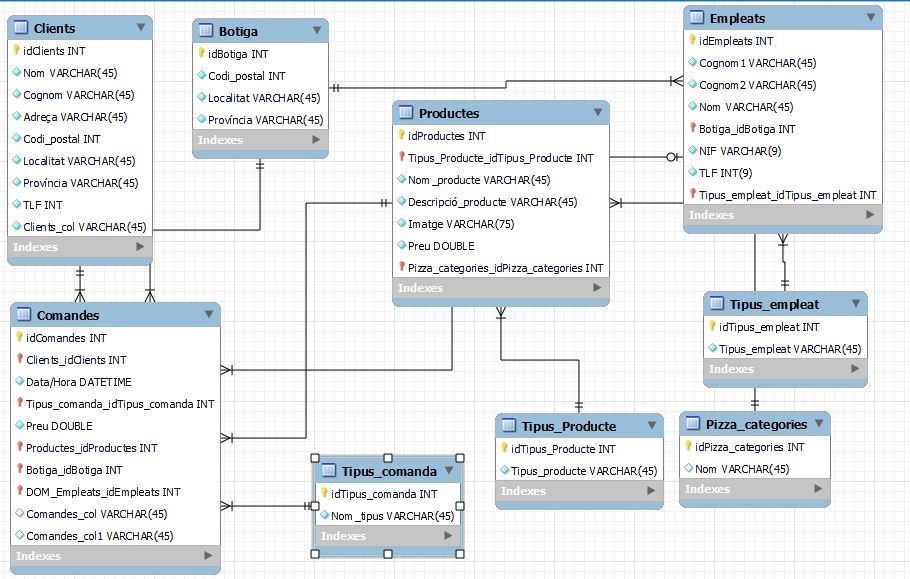 Clients
idClients INT
Nom VARCHAR(45)
Cognom VARCHAR(45)
Adreça VARCHAR(45)
Codi_postal INT
Localitat VARCHAR(45)
Província VARCHAR(45)
TLF INT
Clients_col VARCHAR(45)
Indexes
Botiga
idBotiga INT
Codi_postal INT
Localitat VARCHAR(45)
Província VARCHAR(45)
Indexes
Productes
idProductes INT
Tipus_Producte_idTipus_Producte INT
Nom_producte VARCHAR(45)
Descripció_producte VARCHAR(45)
Imatge VARCHAR(75)
Preu DOUBLE
Pizza_categories_idPizza_categories INT
Indexes
Empleats
idEmpleats INT
Cognom1 VARCHAR(45)
Cognom2 VARCHAR(45)
Nom VARCHAR(45)
Botiga_idBotiga INT
NIF VARCHAR(9)
TLF INT(9)
Tipus_empleat_idTipus_empleat INT
Indexes
Comandes
idComandes INT
Clients_idClients INT
Data/Hora DATETIME
Tipus_comanda_idTipus_comanda INT
Preu DOUBLE
Productes_idProductes INT
Botiga_idBotiga INT
DOM_Empleats_idEmpleats INT
Comandes_col VARCHAR(45)
Comandes_col1 VARCHAR(45)
Indexes
Tipus_comanda
idTipus_comanda INT
Nom_tipus VARCHAR(45)
Indexes
Tipus_Producte
idTipus_Producte INT
Tipus_producte VARCHAR(45)
Indexes
Tipus_empleat
idTipus_empleat INT
Tipus_empleat VARCHAR(45)
Indexes
Pizza_categories
idPizza_categories INT
Nom VARCHAR(45)
Indexes